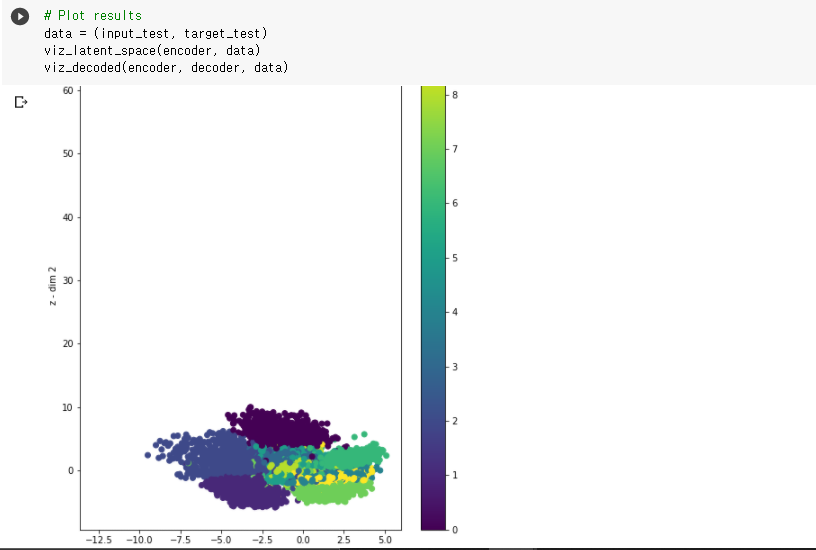 # Plot results
data = (input_test, target_test)
viz_latent_space(encoder, data)
viz_decoded(encoder, decoder, data)
60
50
40
30
20
10
0
z - dim 2
−12.5 −10.0 −7.5 −5.0 −2.5 0.0 2.5 5.0
8
7
6
5
4
3
2
1
0